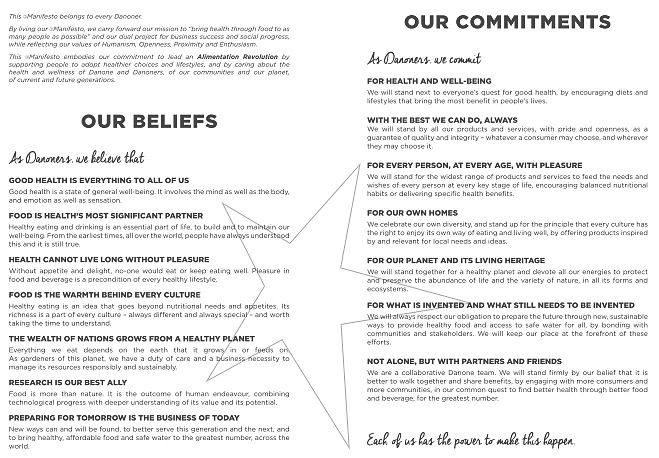 This Manifesto belongs to every Danoner.
By living our Manifesto, we carry forward our mission to "bring health through food to as
many people as possible" and our dual project for business success and social progress,
while reflecting our values of Humanism, Openness, Proximity and Enthusiasm.
This Manifesto embodies our commitment to lead an Alimentation Revolution by
supporting people to adopt healthier choices and lifestyles, and by caring about the
health and wellness of Danone and Danoners, of our communities and our planet,
of current and future generations.
OUR BELIEFS
As Danoners, we believe that
GOOD HEALTH IS EVERYTHING TO ALL OF US
Good health is a state of general well-being. It involves the mind as well as the body,
and emotion as well as sensation.
FOOD IS HEALTH'S MOST SIGNIFICANT PARTNER
Healthy eating and drinking is an essential part of life, to build and to maintain our
well-being. From the earliest times, all over the world, people have always understood
this and it is still true.
HEALTH CANNOT LIVE LONG WITHOUT PLEASURE
Without appetite and delight, no-one would eat or keep eating well. Pleasure in
food and beverage is a precondition of every healthy lifestyle.
FOOD IS THE WARMTH BEHIND EVERY CULTURE
Healthy eating is an idea that goes beyond nutritional needs and appetites. Its
richness is a part of every culture – always different and always special – and worth
taking the time to understand.
THE WEALTH OF NATIONS GROWS FROM A HEALTHY PLANET
Everything we eat depends on the earth that it grows in or feeds on.
As gardeners of this planet, we have a duty of care and a business necessity to
manage its resources responsibly and sustainably.
RESEARCH IS OUR BEST ALLY
Food is more than nature. It is the outcome of human endeavour, combining
technological progress with deeper understanding of its value and its potential.
PREPARING FOR TOMORROW IS THE BUSINESS OF TODAY
New ways can and will be found, to better serve this generation and the next, and
to bring healthy, affordable food and safe water to the greatest number, across the
world.
OUR COMMITMENTS
As Danoners, we commit
FOR HEALTH AND WELL-BEING
We will stand next to everyone's quest for good health, by encouraging diets and
lifestyles that bring the most benefit in people's lives.
WITH THE BEST WE CAN DO, ALWAYS
We will stand by all our products and services, with pride and openness, as a
guarantee of quality and integrity – whatever a consumer may choose, and wherever
they may choose it.
FOR EVERY PERSON, AT EVERY AGE, WITH PLEASURE
We will stand for the widest range of products and services to feed the needs and
wishes of every person at every key stage of life, encouraging balanced nutritional
habits or delivering specific health benefits.
FOR OUR OWN HOMES
We celebrate our own diversity, and stand up for the principle that every culture has
the right to enjoy its own way of eating and living well, by offering products inspired
by and relevant for local needs and ideas.
FOR OUR PLANET AND ITS LIVING HERITAGE
We will stand together for a healthy planet and devote all our energies to protect
and preserve the abundance of life and the variety of nature, in all its forms and
ecosystems.
FOR WHAT IS INVENTED AND WHAT STILL NEEDS TO BE INVENTED
We will always respect our obligation to prepare the future through new, sustainable
ways to provide healthy food and access to safe water for all, by bonding with
communities and stakeholders. We will keep our place at the forefront of these
efforts.
NOT ALONE, BUT WITH PARTNERS AND FRIENDS
We are a collaborative Danone team. We will stand firmly by our belief that it is
better to walk together and share benefits, by engaging with more consumers and
more communities, in our common quest to find better health through better food
and beverage, for the greatest number.
Each of us has the power to make this happen.